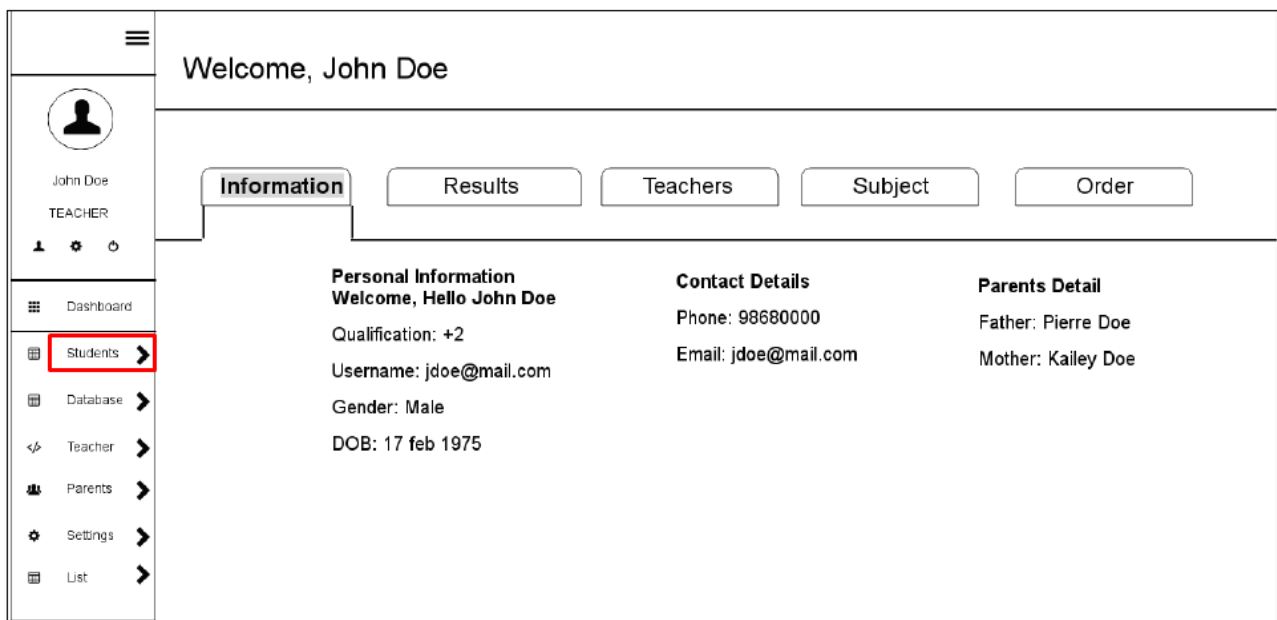 Welcome, John Doe
John Doe
TEACHER
Dashboard
Students
Database
Teacher
Parents
Settings
List
Information
Results
Teachers
Subject
Order
Personal Information
Welcome, Hello John Doe
Qualification: +2
Username: jdoe@mail.com
Gender: Male
DOB: 17 feb 1975
Contact Details
Phone: 98680000
Email: jdoe@mail.com
Parents Detail
Father: Pierre Doe
Mother: Kailey Doe